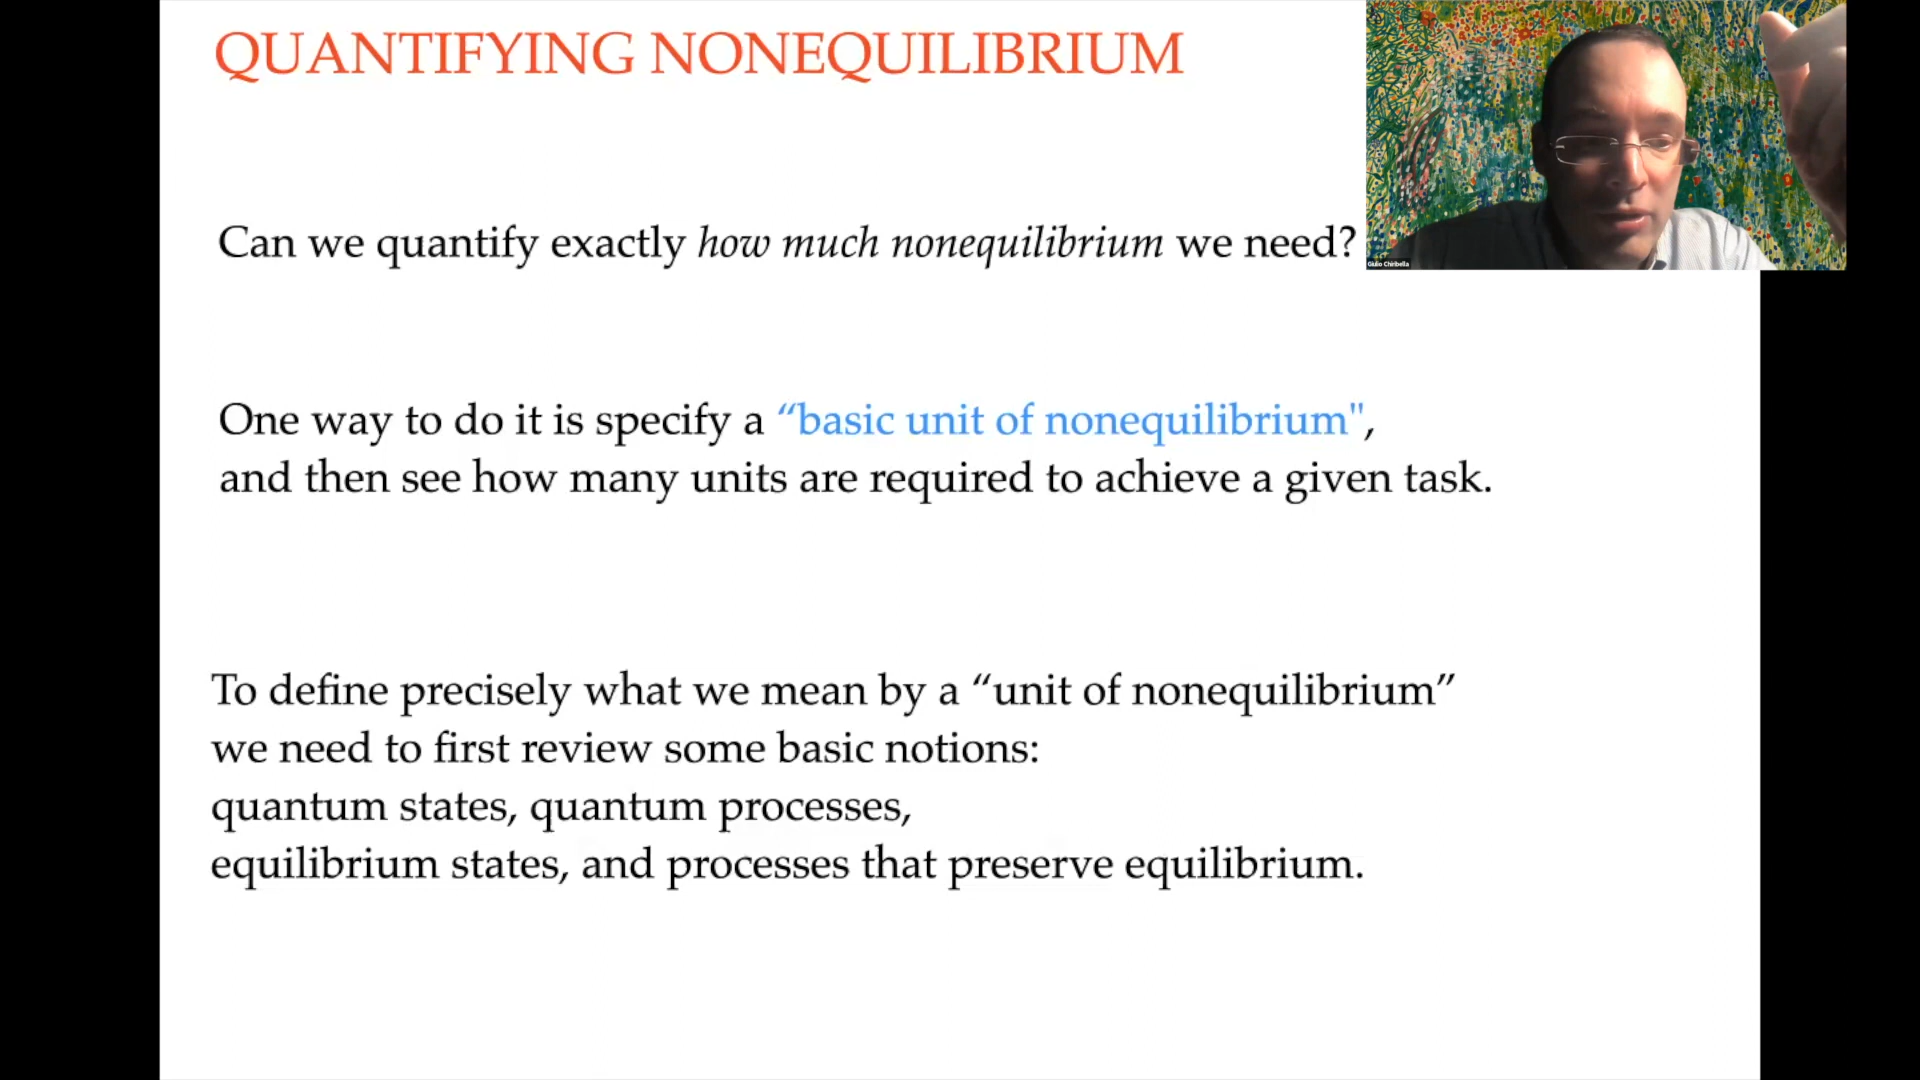 QUANTIFYING NONEQUILIBRIUM
Can we quantify exactly how much nonequilibrium we need?
Giulio Chiribella
One way to do it is specify a “basic unit of nonequilibrium",
and then see how many units are required to achieve a given task.
To define precisely what we mean by a “unit of nonequilibrium”
we need to first review some basic notions:
quantum states, quantum processes,
equilibrium states, and processes that preserve equilibrium.